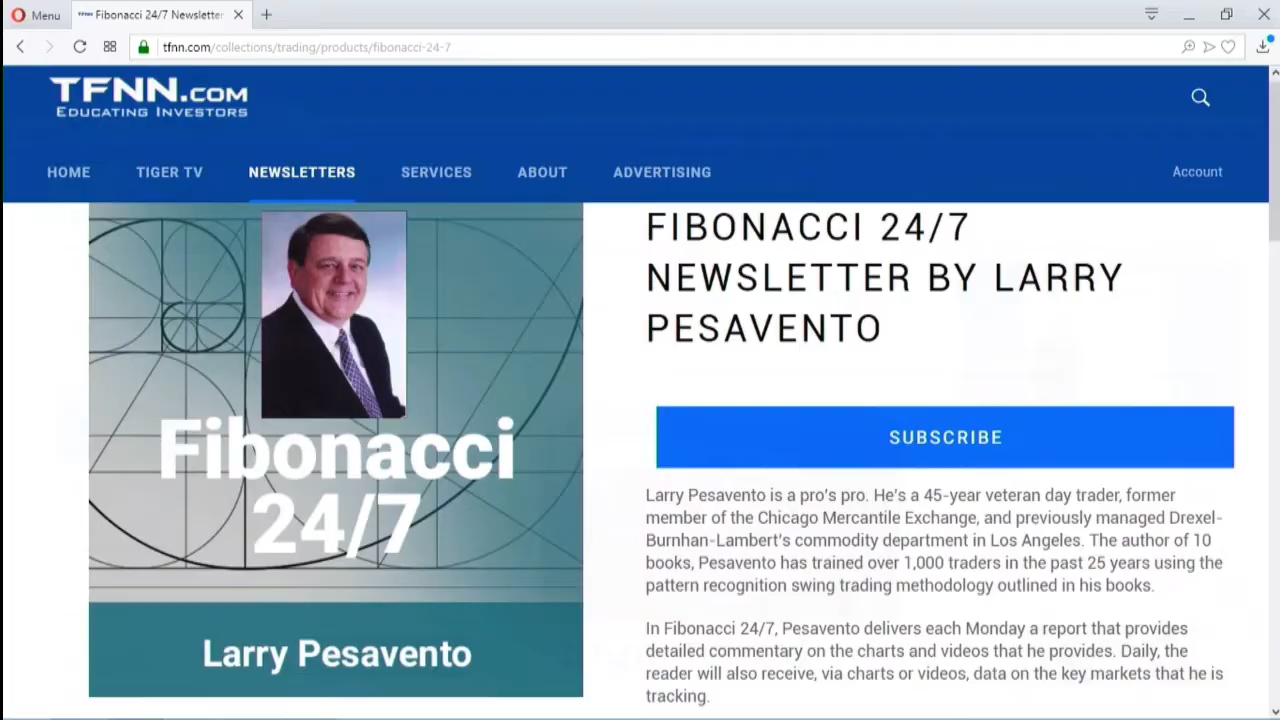 Menu
Fibonacci 24/7 Newsletter
tfnn.com/collections/trading/products/fibonacci-24-7
TFNN.COM
EDUCATING INVESTORS
HOME TIGER TV NEWSLETTERS SERVICES ABOUT ADVERTISING Account
Fibonacci
24/7
Larry Pesavento
FIBONACCI 24/7
NEWSLETTER BY LARRY
PESAVENTO
SUBSCRIBE
Larry Pesavento is a pro's pro. He's a 45-year veteran day trader, former
member of the Chicago Mercantile Exchange, and previously managed Drexel-
Burnhan-Lambert's commodity department in Los Angeles. The author of 10
books, Pesavento has trained over 1,000 traders in the past 25 years using the
pattern recognition swing trading methodology outlined in his books.
In Fibonacci 24/7, Pesavento delivers each Monday a report that provides
detailed commentary on the charts and videos that he provides. Daily, the
reader will also receive, via charts or videos, data on the key markets that he is
tracking.